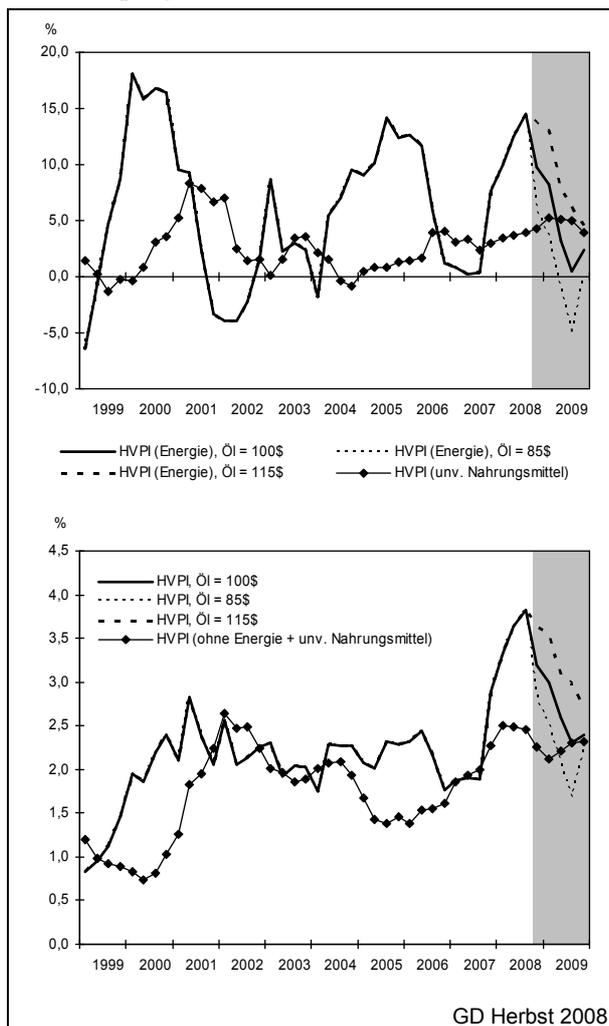 %
20,0
15,0
10,0
5,0
0,0
-5,0
-10,0
1999 2000 2001 2002 2003 2004 2005 2006 2007 2008 2009
HVPI (Energie), Öl = 100$ HVPI (Energie), Öl = 85$
HVPI (Energie), Öl = 115$ HVPI (unv. Nahrungsmittel)
%
4,5
4,0
3,5
3,0
2,5
2,0
1,5
1,0
0,5
0,0
HVPI, Öl = 100$
HVPI, Öl = 85$
HVPI, Öl = 115$
HVPI (ohne Energie + unv. Nahrungsmittel)
1999 2000 2001 2002 2003 2004 2005 2006 2007 2008 2009
GD Herbst 2008